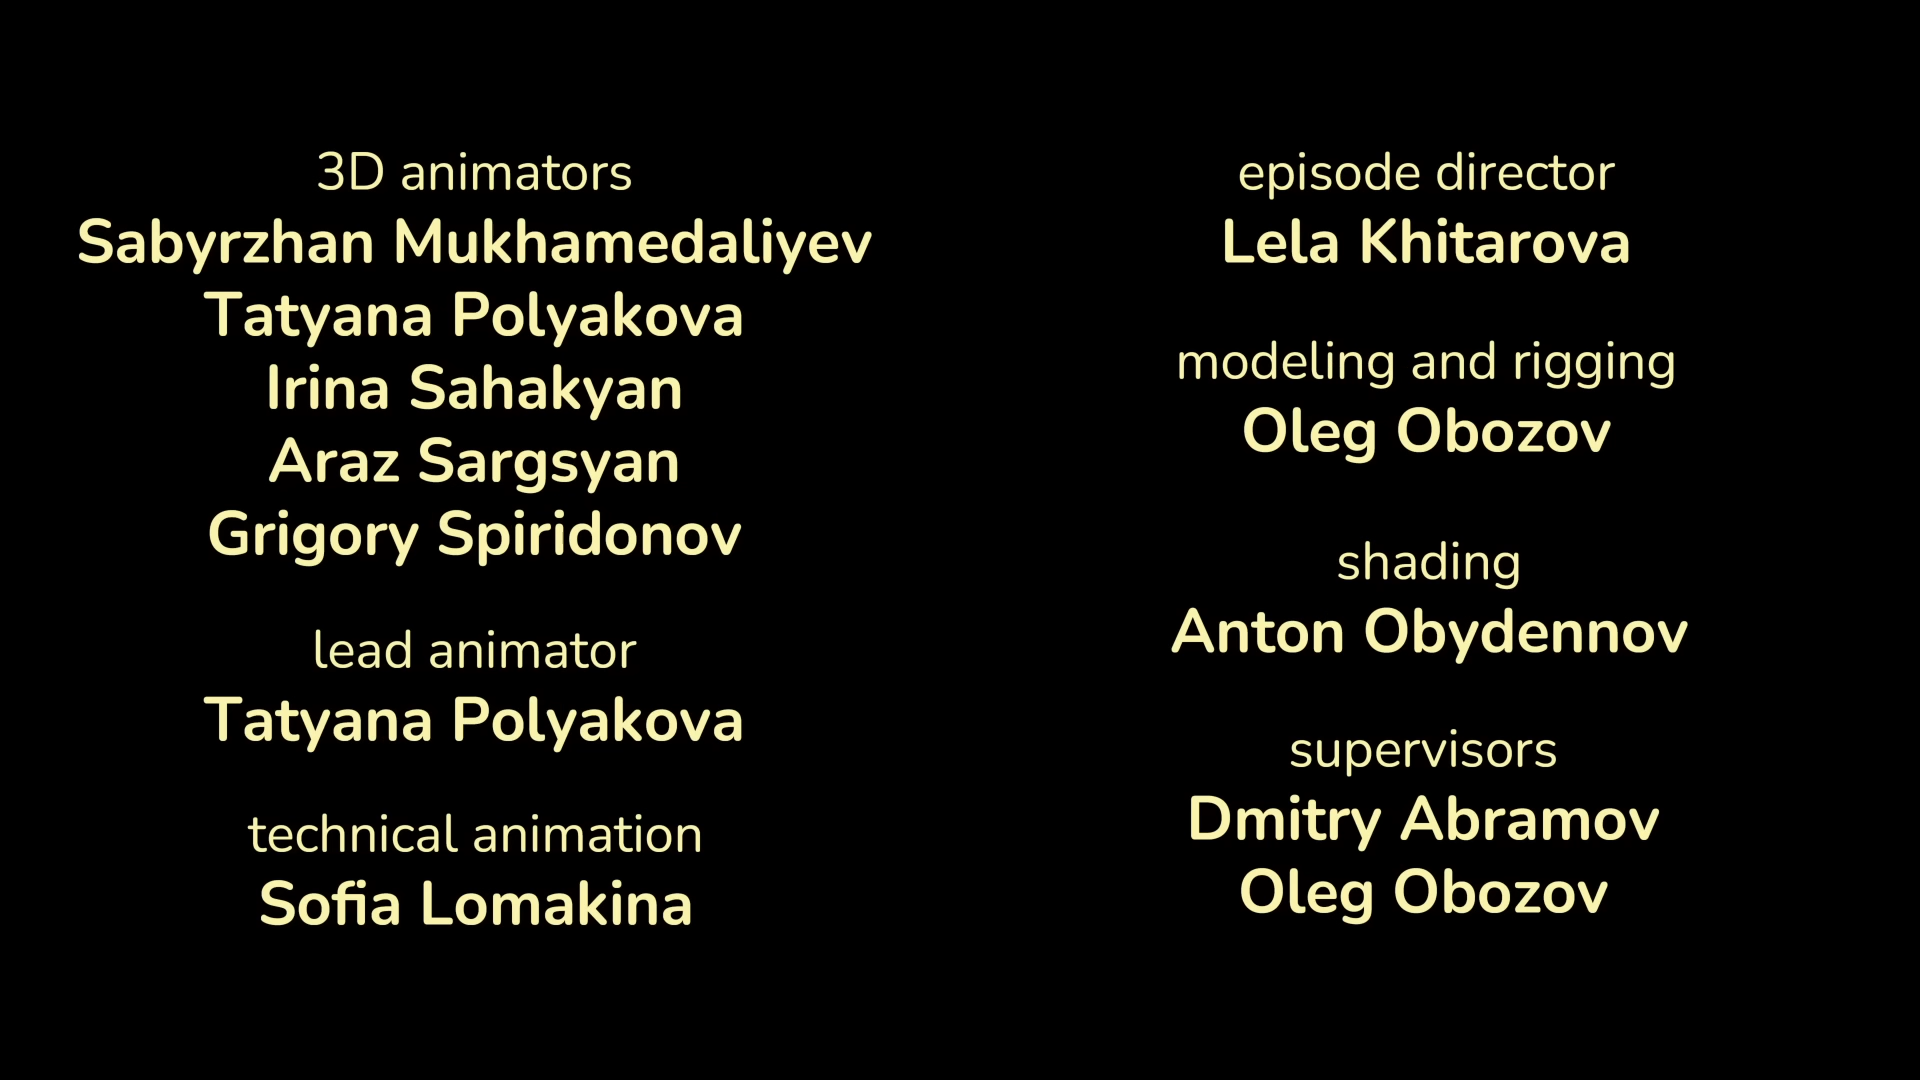 3D animators
Sabyrzhan Mukhamedaliyev
Tatyana Polyakova
Irina Sahakyan
Araz Sargsyan
Grigory Spiridonov
lead animator
Tatyana Polyakova
technical animation
Sofia Lomakina
episode director
Lela Khitarova
modeling and rigging
Oleg Obozov
shading
Anton Obydennov
supervisors
Dmitry Abramov
Oleg Obozov